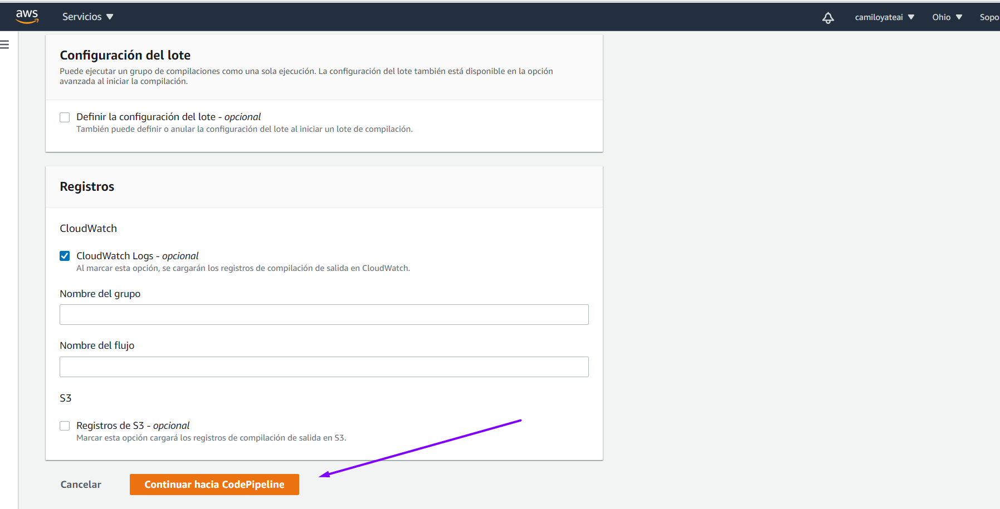 aws
Servicios
camiloyateai
Ohio
Sopo
Configuración del lote
Puede ejecutar un grupo de compilaciones como una sola ejecución. La configuración del lote también está disponible en la opción
avanzada al iniciar la compilación.
Definir la configuración del lote - opcional
También puede definir o anular la configuración del lote al iniciar un lote de compilación.
Registros
CloudWatch
CloudWatch Logs - opcional
Al marcar esta opción, se cargarán los registros de compilación de salida en CloudWatch.
Nombre del grupo
Nombre del flujo
S3
Registros de S3 - opcional
Marcar esta opción cargará los registros de compilación de salida en S3.
Cancelar
Continuar hacia CodePipeline